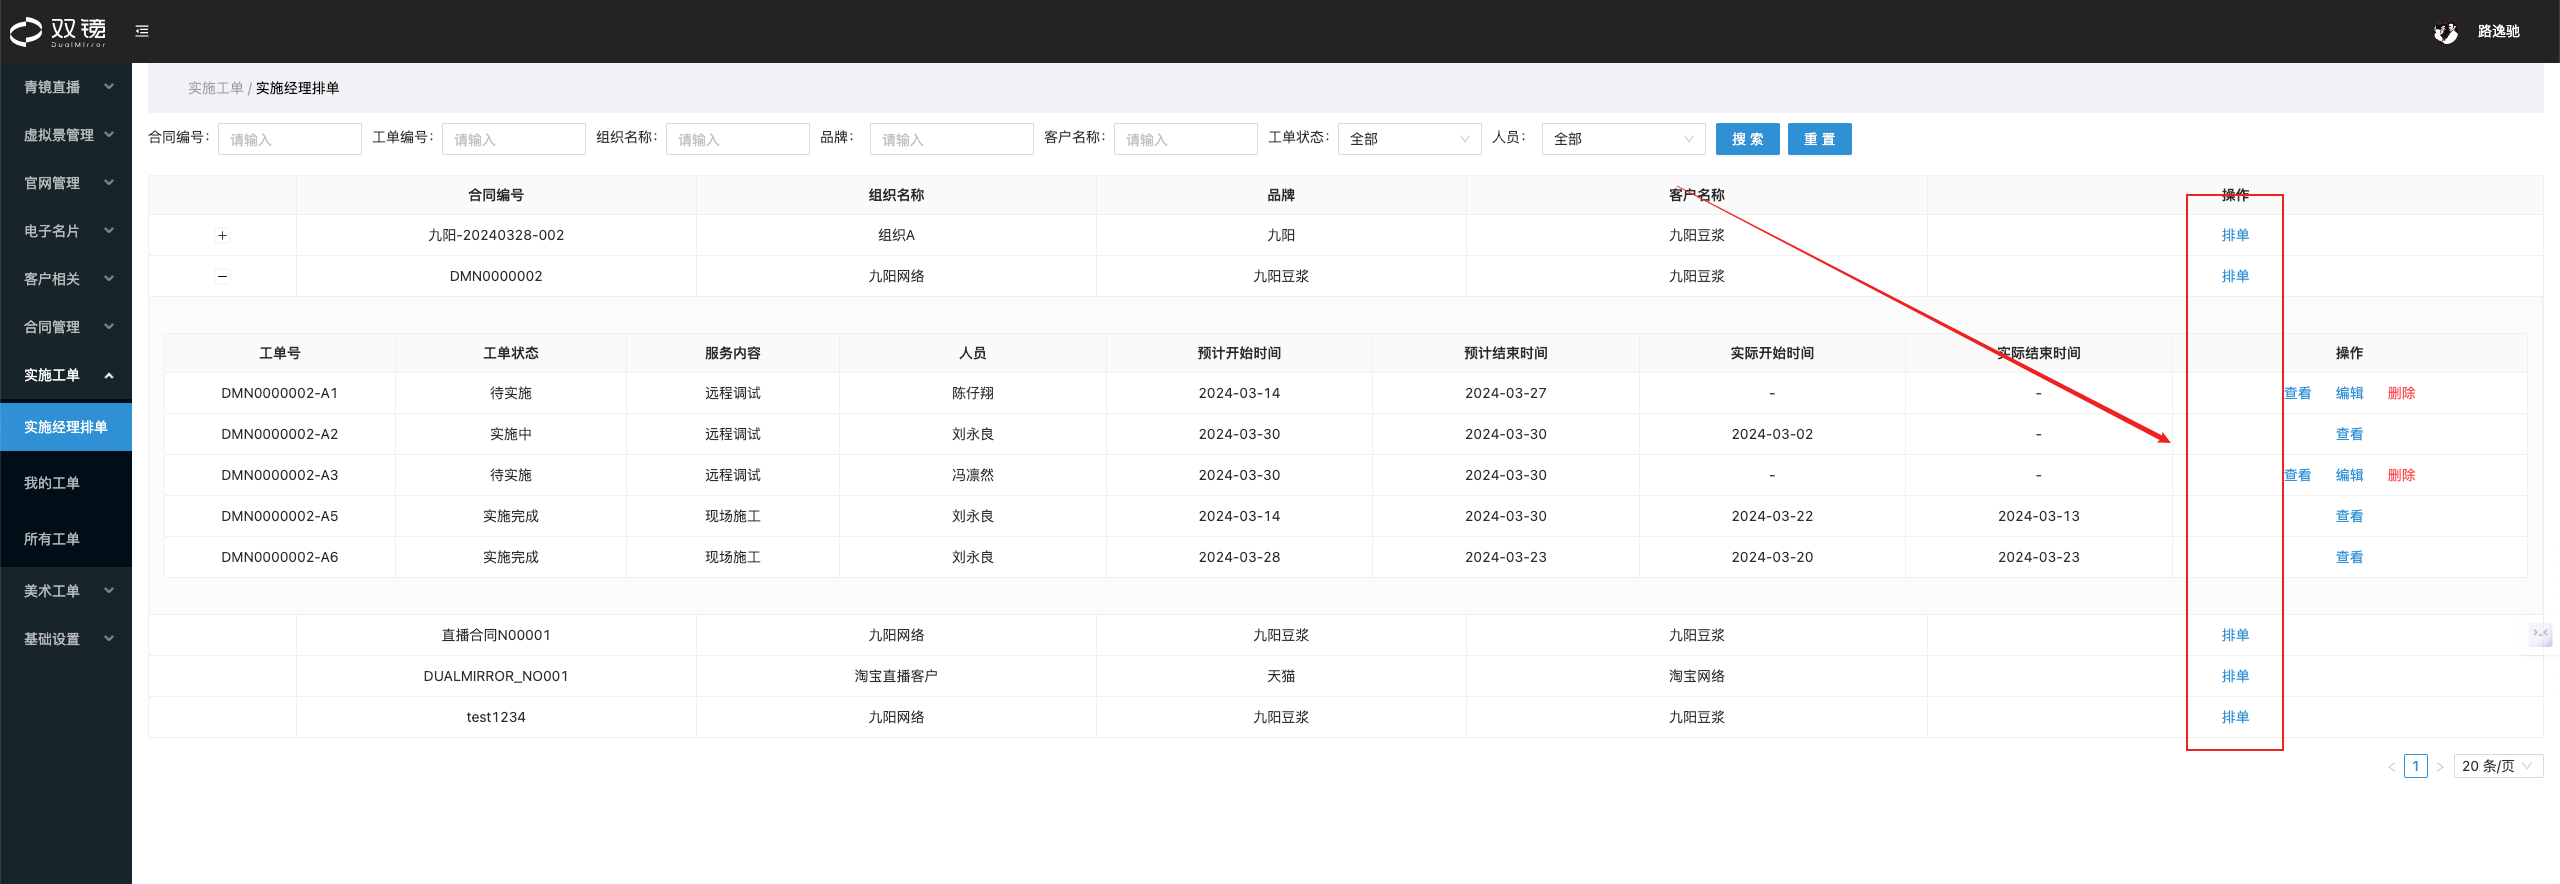 双镜
DualMirror
路逸驰
青镜直播
虚拟景管理
官网管理
电子名片
客户相关
合同管理
实施工单
实施经理排单
我的工单
所有工单
美术工单
基础设置
实施工单 / 实施经理排单
合同编号: 请输入 工单编号: 请输入 组织名称: 请输入 品牌: 请输入 客户名称: 请输入 工单状态: 全部 人员: 全部 搜 索 重 置
合同编号 组织名称 品牌 客户名称 操作
九阳-20240328-002 组织A 九阳 九阳豆浆 排单
DMN0000002 九阳网络 九阳豆浆 九阳豆浆 排单
工单号 工单状态 服务内容 人员 预计开始时间 预计结束时间 实际开始时间 实际结束时间 操作
DMN0000002-A1 待实施 远程调试 陈仔翔 2024-03-14 2024-03-27 - - 查看 编辑 删除
DMN0000002-A2 实施中 远程调试 刘永良 2024-03-30 2024-03-30 2024-03-02 - 查看
DMN0000002-A3 待实施 远程调试 冯凛然 2024-03-30 2024-03-30 - - 查看 编辑 删除
DMN0000002-A5 实施完成 现场施工 刘永良 2024-03-14 2024-03-30 2024-03-22 2024-03-13 查看
DMN0000002-A6 实施完成 现场施工 刘永良 2024-03-28 2024-03-23 2024-03-20 2024-03-23 查看
直播合同N00001 九阳网络 九阳豆浆 九阳豆浆 排单
DUALMIRROR_NO001 淘宝直播客户 天猫 淘宝网络 排单
test1234 九阳网络 九阳豆浆 九阳豆浆 排单
< 1 > 20 条/页